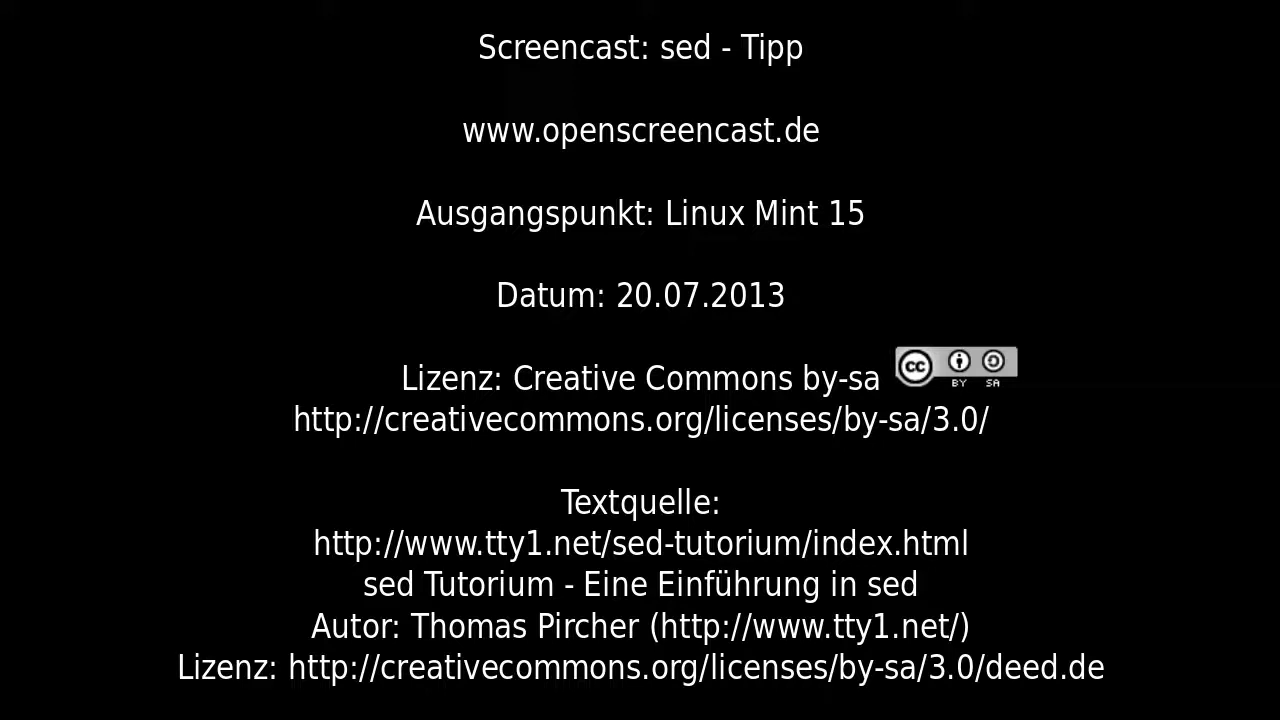 Screencast: sed - Tipp
www.openscreencast.de
Ausgangspunkt: Linux Mint 15
Datum: 20.07.2013
Lizenz: Creative Commons by-sa
cc BY SA
http://creativecommons.org/licenses/by-sa/3.0/
Textquelle:
http://www.tty1.net/sed-tutorium/index.html
sed Tutorium - Eine Einführung in sed
Autor: Thomas Pircher (http://www.tty1.net/)
Lizenz: http://creativecommons.org/licenses/by-sa/3.0/deed.de